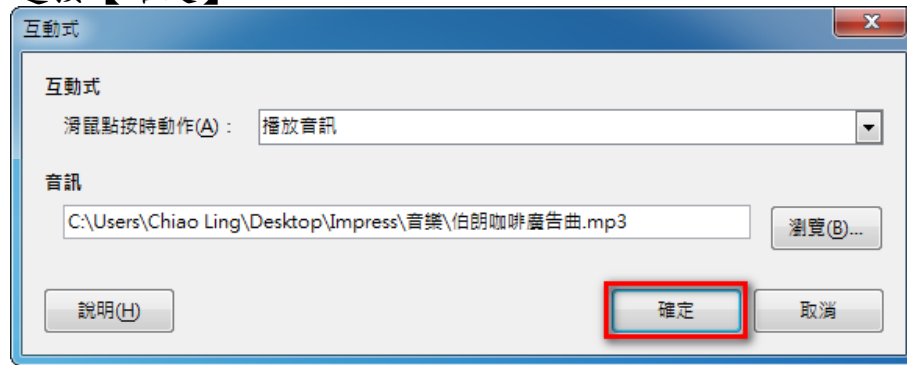 互動式
互動式
滑鼠點按時動作(A)： 播放音訊
音訊
C:\Users\Chiao Ling\Desktop\Impress\音樂\伯朗咖啡廣告曲.mp3 瀏覽(B)...
說明(H) 確定 取消